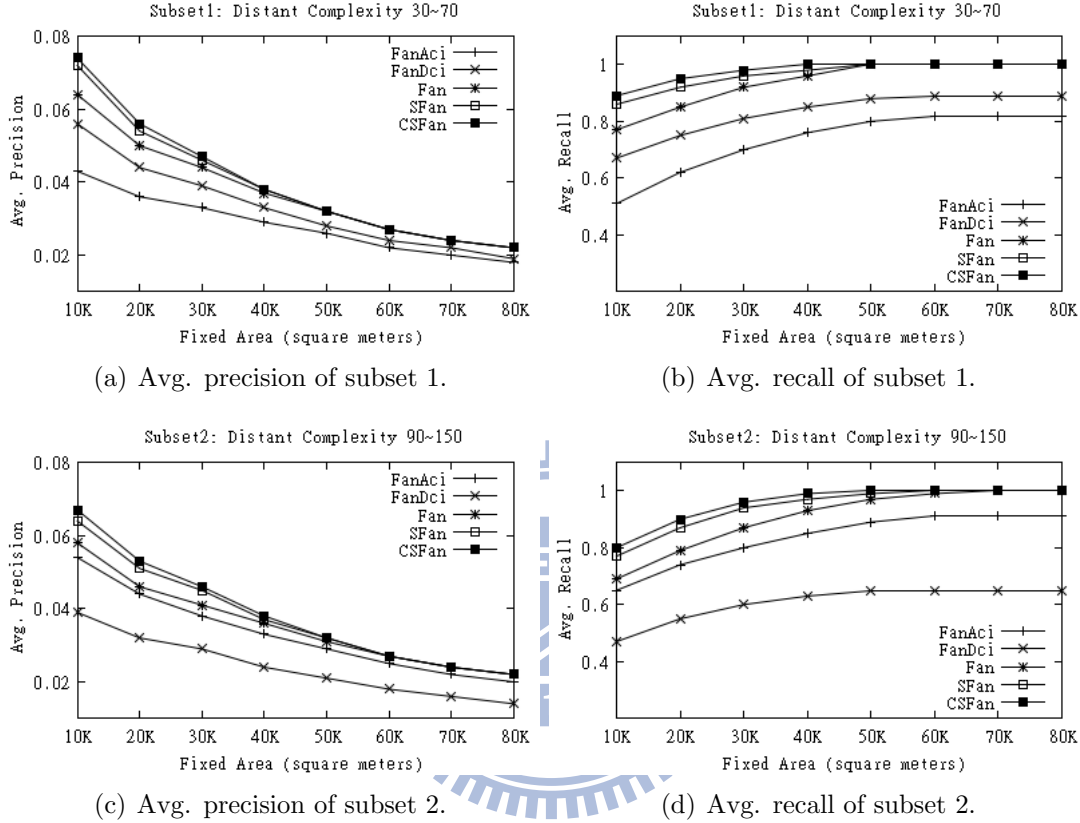 Subset1: Distant Complexity 30~70
0.08
0.06
0.04
0.02
Avg. Precision
FanAci
FanDci
Fan
SFan
CSFan
10K 20K 30K 40K 50K 60K 70K 80K
Fixed Area (square meters)
(a) Avg. precision of subset 1.
Subset1: Distant Complexity 30~70
1
0.8
0.6
0.4
Avg. Recall
FanAci
FanDci
Fan
SFan
CSFan
10K 20K 30K 40K 50K 60K 70K 80K
Fixed Area (square meters)
(b) Avg. recall of subset 1.
Subset2: Distant Complexity 90~150
0.08
0.06
0.04
0.02
Avg. Precision
FanAci
FanDci
Fan
SFan
CSFan
10K 20K 30K 40K 50K 60K 70K 80K
Fixed Area (square meters)
(c) Avg. precision of subset 2.
Subset2: Distant Complexity 90~150
1
0.8
0.6
0.4
Avg. Recall
FanAci
FanDci
Fan
SFan
CSFan
10K 20K 30K 40K 50K 60K 70K 80K
Fixed Area (square meters)
(d) Avg. recall of subset 2.